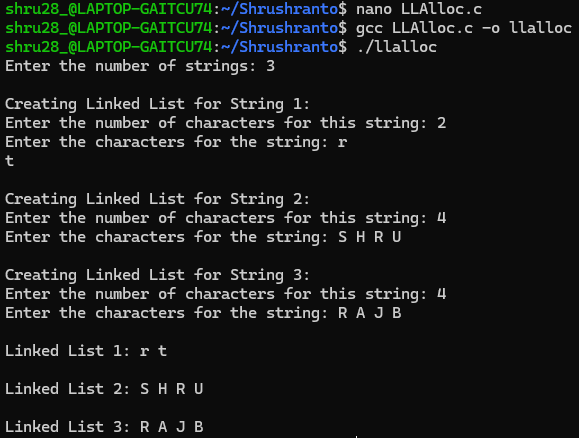 shru28_@LAPTOP-GAITCU74:~/Shrushranto$ nano LLAlloc.c
shru28_@LAPTOP-GAITCU74:~/Shrushranto$ gcc LLAlloc.c -o llalloc
shru28_@LAPTOP-GAITCU74:~/Shrushranto$ ./llalloc
Enter the number of strings: 3
Creating Linked List for String 1:
Enter the number of characters for this string: 2
Enter the characters for the string: r
t
Creating Linked List for String 2:
Enter the number of characters for this string: 4
Enter the characters for the string: S H R U
Creating Linked List for String 3:
Enter the number of characters for this string: 4
Enter the characters for the string: R A J B
Linked List 1: r t
Linked List 2: S H R U
Linked List 3: R A J B